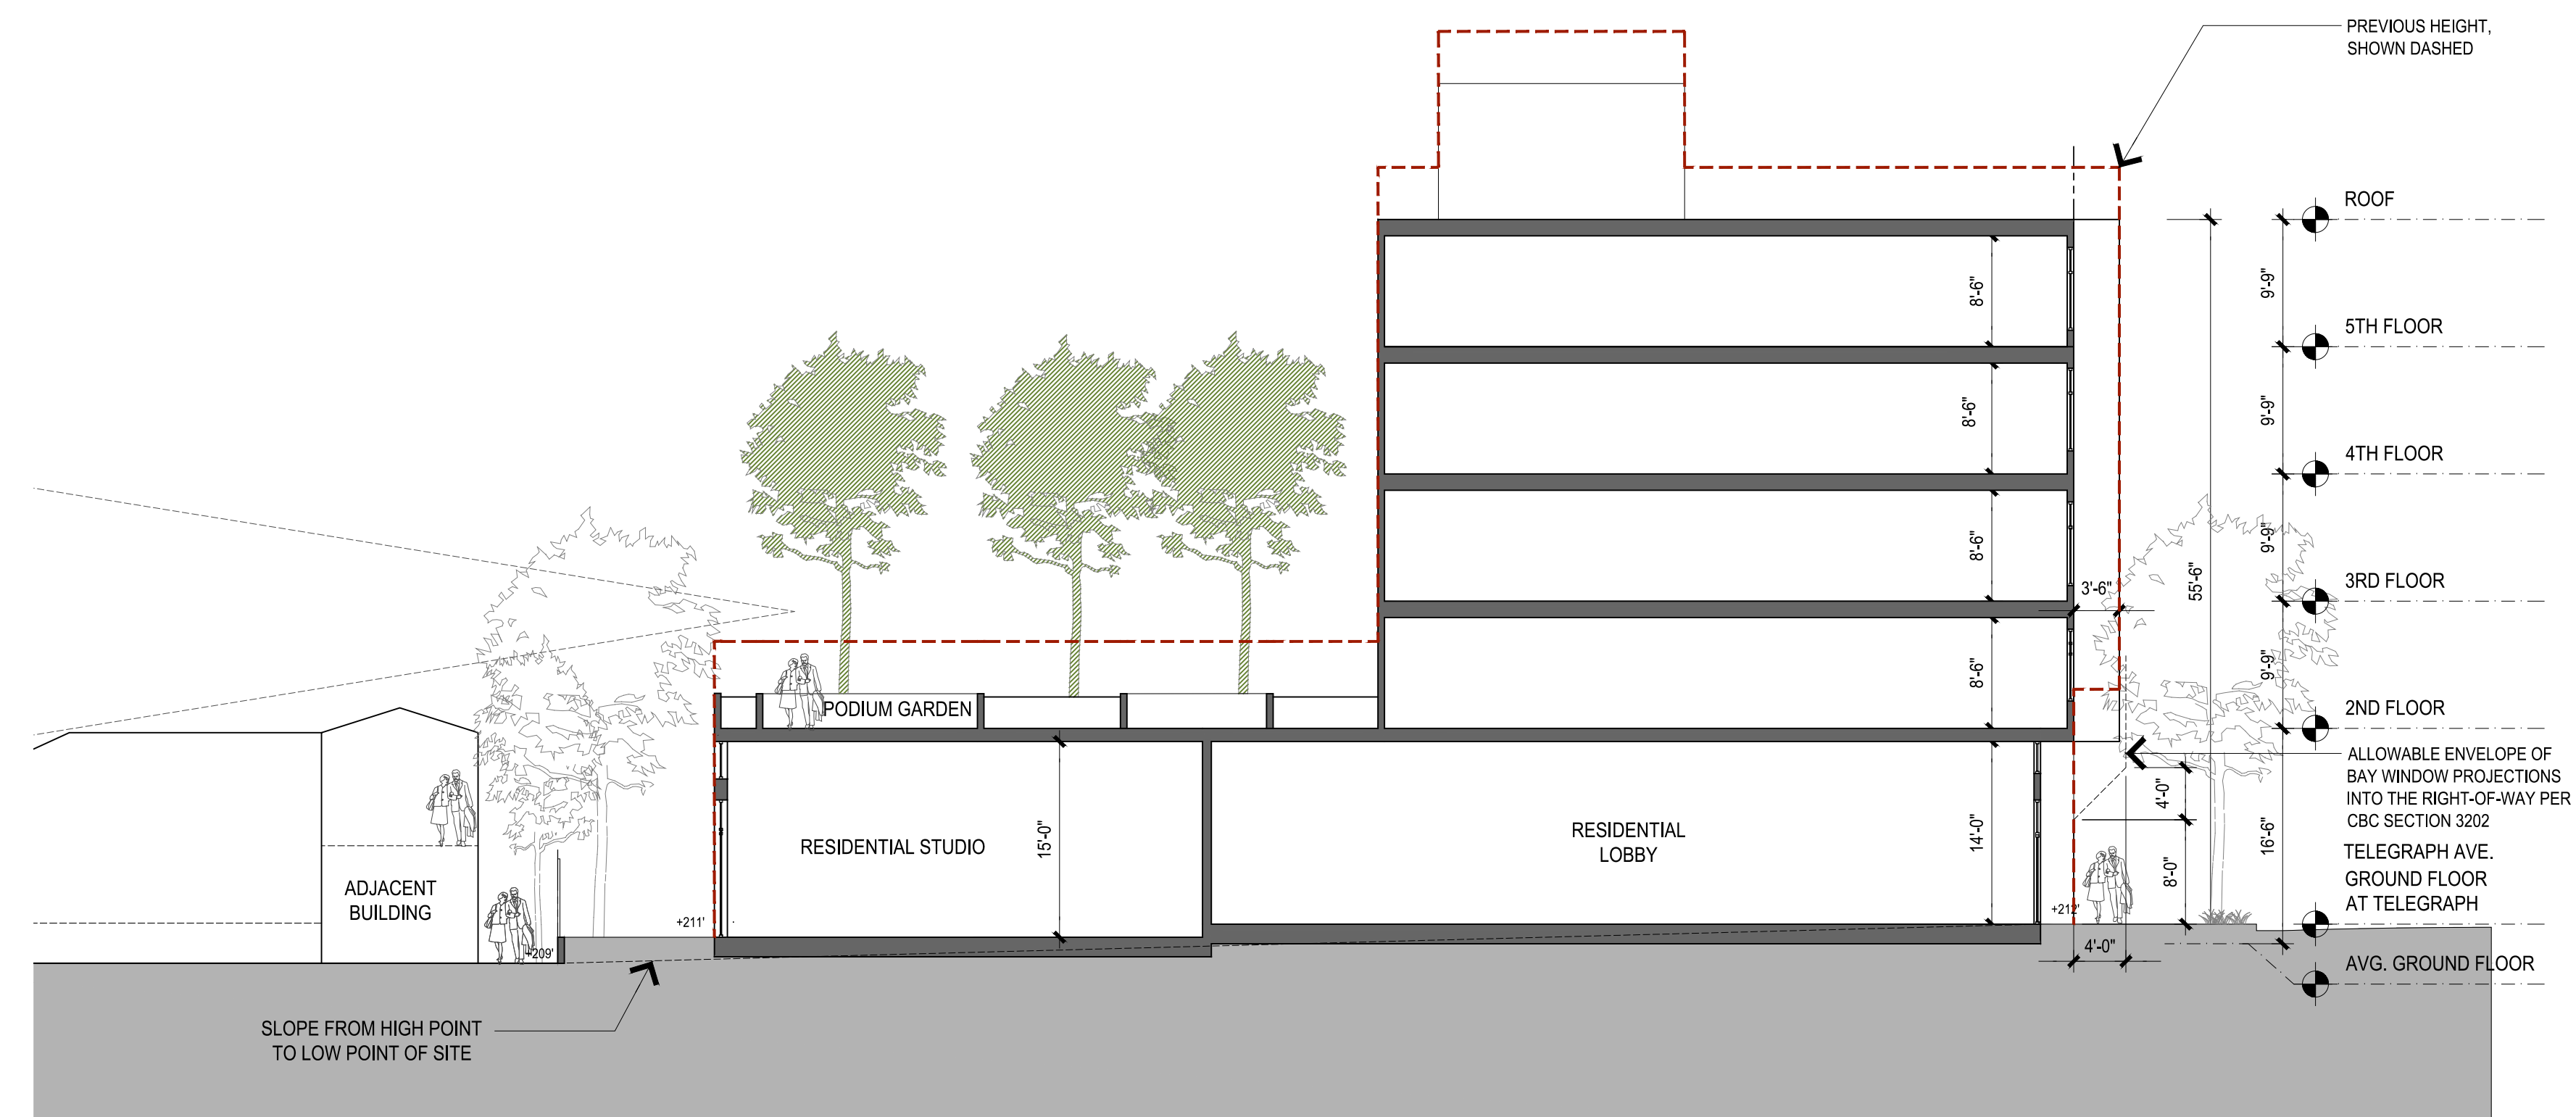 PREVIOUS HEIGHT,
SHOWN DASHED
ROOF
9'-9"
8'-6"
5TH FLOOR
9'-9"
8'-6"
4TH FLOOR
9'-9"
8'-6"
55'-6"
3'-6"
3RD FLOOR
9'-9"
8'-6"
PODIUM GARDEN
2ND FLOOR
ALLOWABLE ENVELOPE OF
BAY WINDOW PROJECTIONS
INTO THE RIGHT-OF-WAY PER
CBC SECTION 3202
4'-0"
16'-6"
8'-0"
14'-0"
RESIDENTIAL
LOBBY
15'-0"
RESIDENTIAL STUDIO
TELEGRAPH AVE.
GROUND FLOOR
AT TELEGRAPH
ADJACENT
BUILDING
+211'
+212'
+209'
4'-0"
AVG. GROUND FLOOR
SLOPE FROM HIGH POINT
TO LOW POINT OF SITE